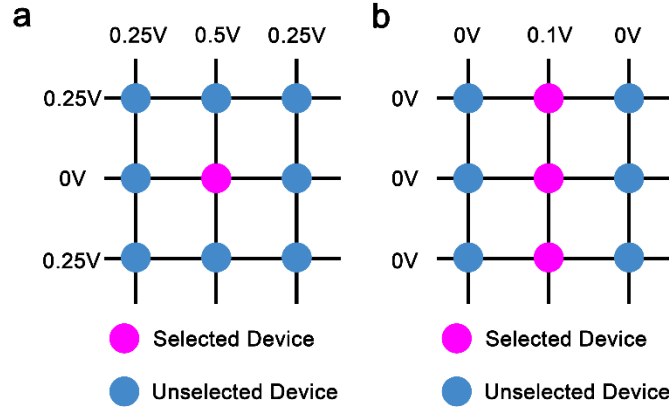 a
0.25V 0.5V 0.25V
0.25V
0V
0.25V
Selected Device
Unselected Device
b
0V 0.1V 0V
0V
0V
0V
Selected Device
Unselected Device